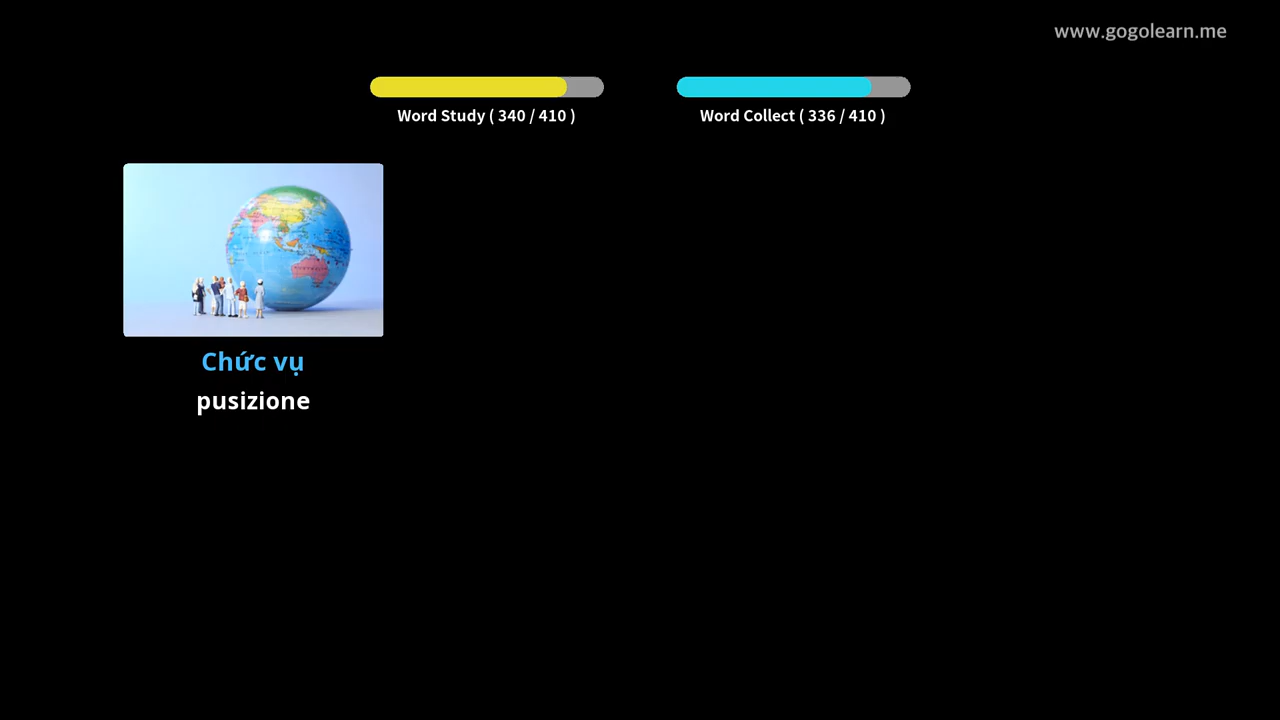 www.gogolearn.me
Word Study ( 340 / 410 )
Word Collect ( 336 / 410 )
Chức vụ
pusizione